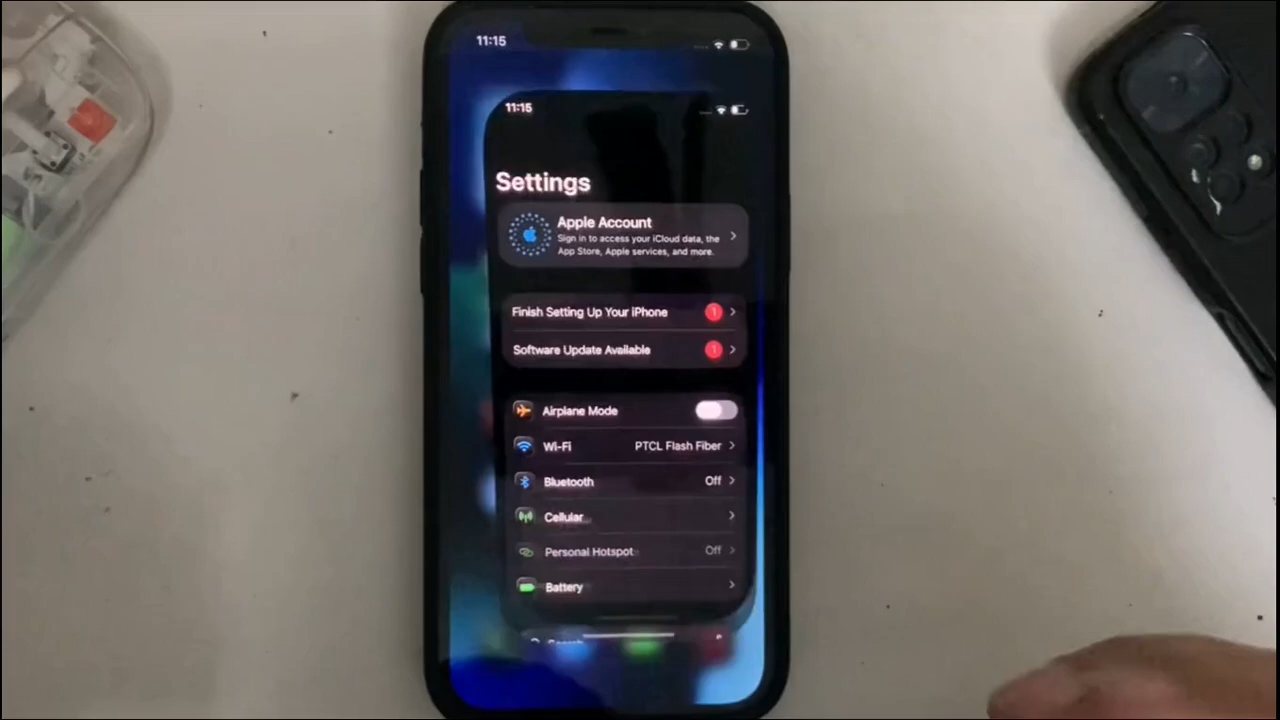 11:15
11:15
Settings
Apple Account
Sign in to access your iCloud data, the
App Store, Apple services, and more.
Finish Setting Up Your iPhone 1
Software Update Available 1
Airplane Mode
Wi-Fi PTCL Flash Fiber
Bluetooth Off
Cellular
Personal Hotspot Off
Battery